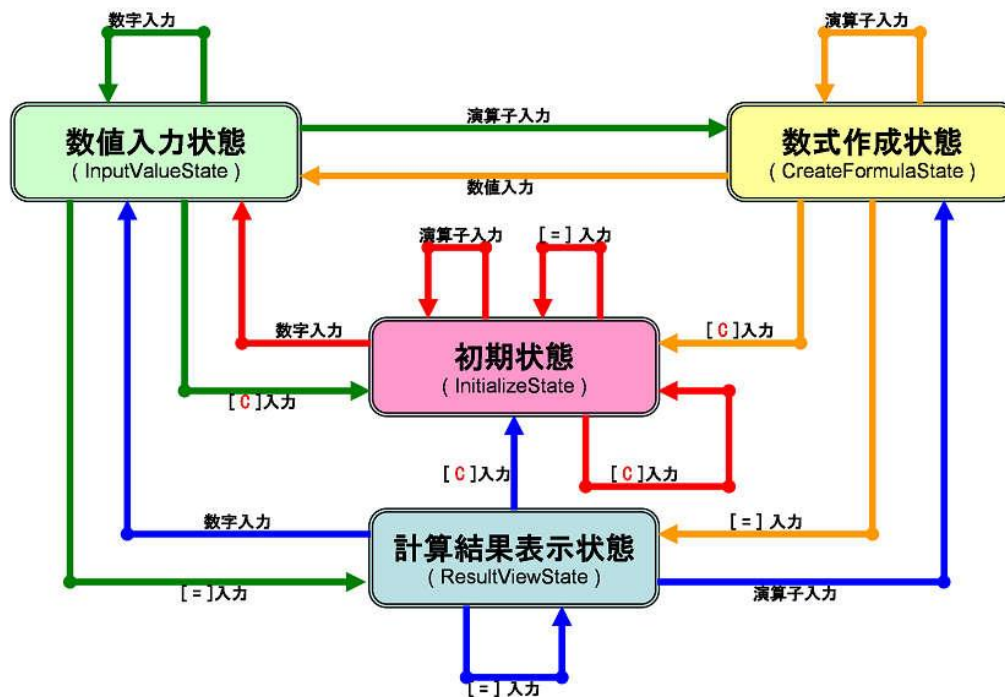 数字入力
演算子入力
数値入力状態
( InputValueState )
演算子入力
数式作成状態
( CreateFormulaState )
数値入力
演算子入力
[ = ] 入力
数字入力
初期状態
( InitializeState )
[ C ]入力
[ C ]入力
[ C ]入力
[ C ]入力
数字入力
計算結果表示状態
( ResultViewState )
[ = ] 入力
[ = ]入力
演算子入力
[ = ] 入力